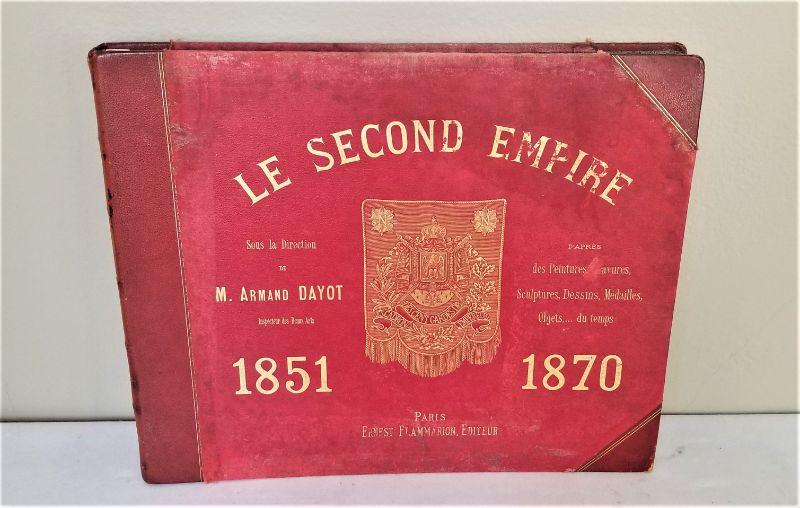 LE SECOND EMPIRE
Sous la Direction
DE
M. ARMAND DAYOT
Inspecteur des Beaux-Arts
1851
D'APRÈS
des Peintures, Gravures,
Sculptures, Dessins, Médailles,
Objets,... du temps
1870
N
N
PARIS
ERNEST FLAMMARION, EDITEUR